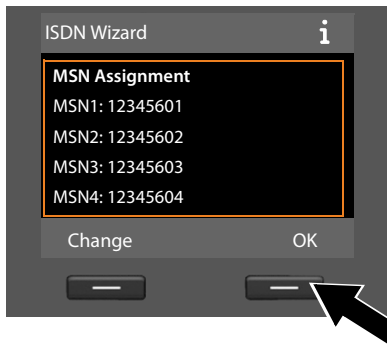 ISDN Wizard i
MSN Assignment
MSN1: 12345601
MSN2: 12345602
MSN3: 12345603
MSN4: 12345604
Change OK